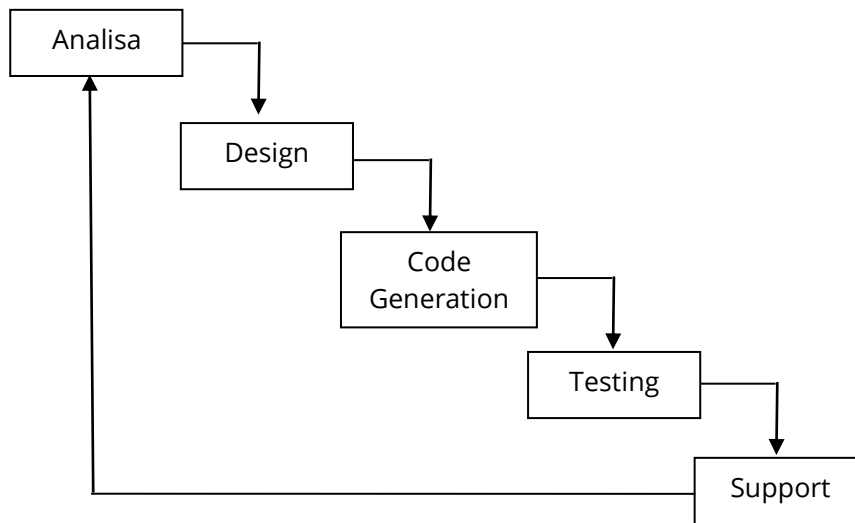 Analisa
Design
Code
Generation
Testing
Support